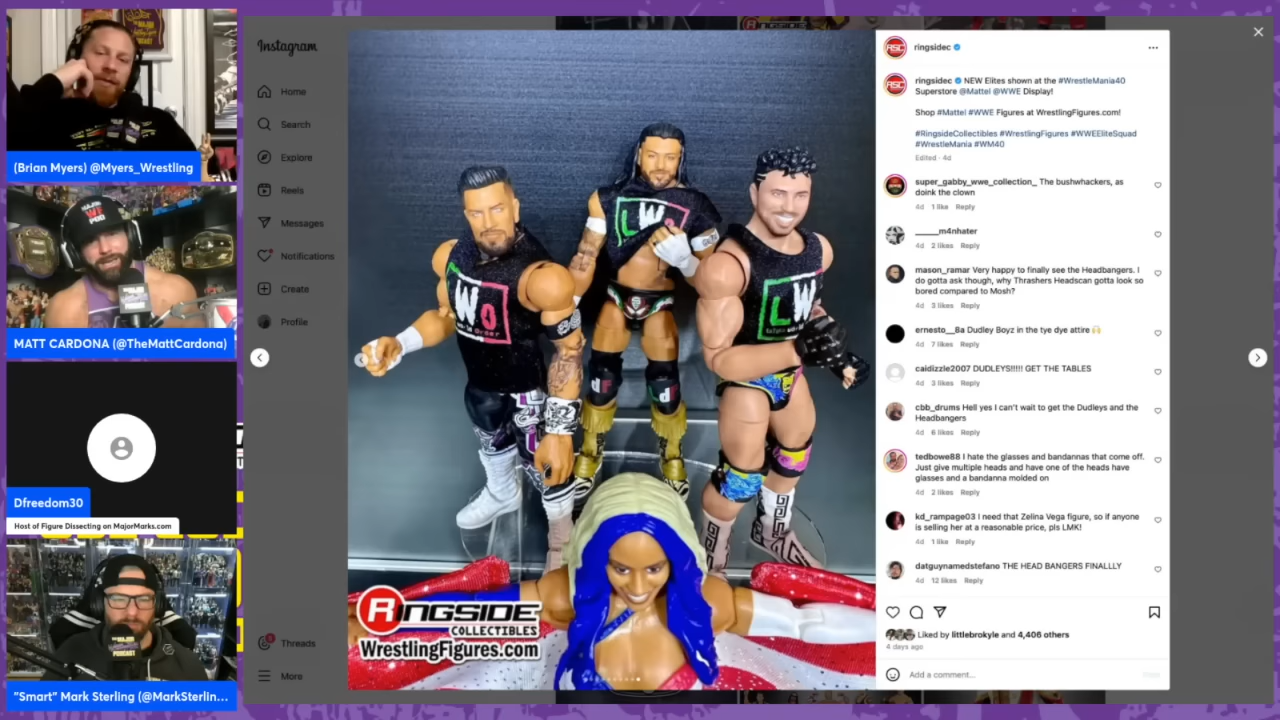 (Brian Myers) @Myers_Wrestling
MATT CARDONA (@TheMattCardona)
Dfreedom30
Host of Figure Dissecting on MajorMarks.com
"Smart" Mark Sterling (@MarkSterlin...
Instagram
Home
Search
Explore
Reels
Messages
Notifications
Create
Profile
Threads
More
LWO
LWO
LWO
RINGSIDE
COLLECTIBLES
WrestlingFigures.com
RSC
ringsidec
···
RSC
ringsidec NEW Elites shown at the #WrestleMania40
Superstore @Mattel @WWE Display!
Shop #Mattel #WWE Figures at WrestlingFigures.com!
#RingsideCollectibles #WrestlingFigures #WWEEliteSquad
#WrestleMania #WM40
Edited · 4d
super_gabby_wwe_collection_ The bushwhackers, as
doink the clown
4d 1 like Reply
______m4nhater
4d 2 likes Reply
mason_ramar Very happy to finally see the Headbangers. I
do gotta ask though, why Thrashers Headscan gotta look so
bored compared to Mosh?
4d 3 likes Reply
ernesto__8a Dudley Boyz in the tye dye attire 🙌
4d 7 likes Reply
caidizzle2007 DUDLEYS!!!!! GET THE TABLES
4d 3 likes Reply
cbb_drums Hell yes I can't wait to get the Dudleys and the
Headbangers
4d 6 likes Reply
tedbowe88 I hate the glasses and bandannas that come off.
Just give multiple heads and have one of the heads have
glasses and a bandanna molded on
4d 2 likes Reply
kd_rampage03 I need that Zelina Vega figure, so if anyone
is selling her at a reasonable price, pls LMK!
4d 1 like Reply
datguynamedstefano THE HEAD BANGERS FINALLLY
4d 12 likes Reply
Liked by littlebrokyle and 4,406 others
4 days ago
Add a comment...
Post